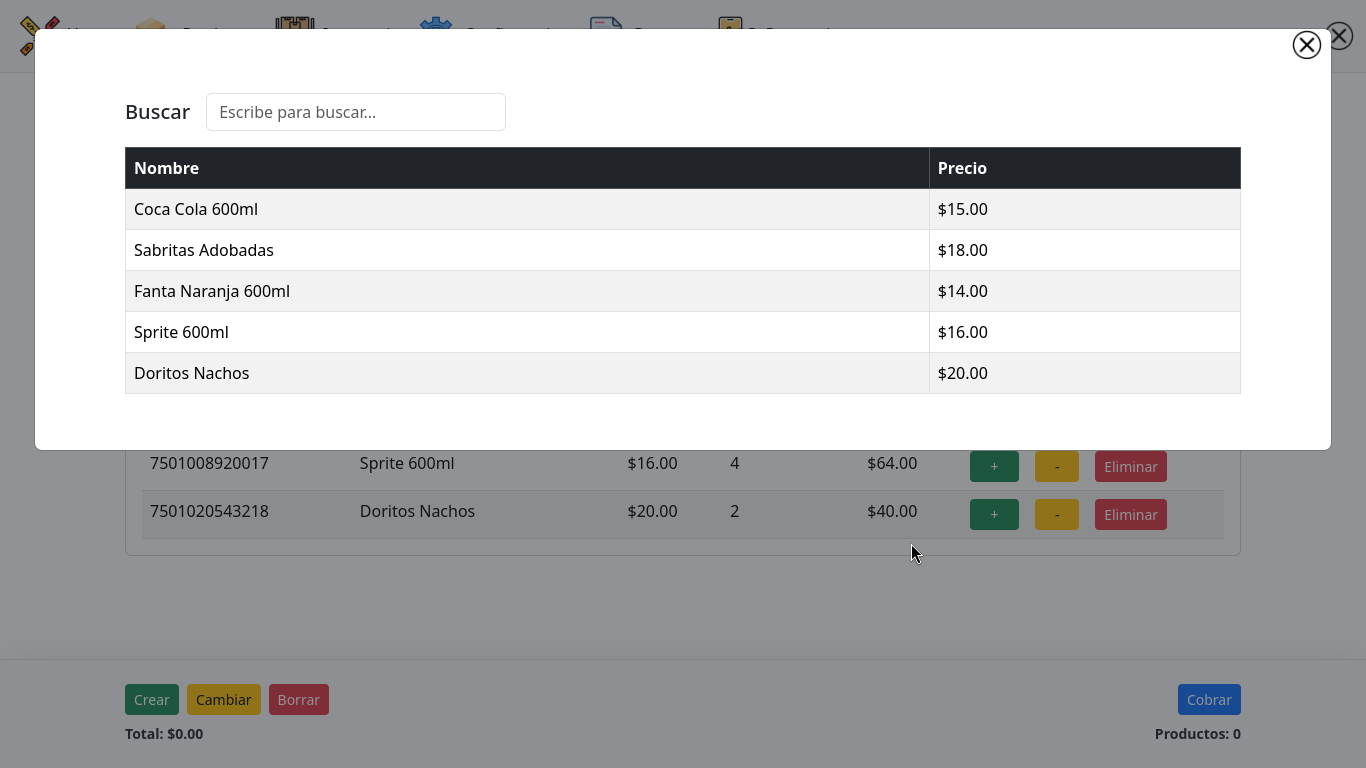 Buscar Escribe para buscar...
Nombre Precio
Coca Cola 600ml $15.00
Sabritas Adobadas $18.00
Fanta Naranja 600ml $14.00
Sprite 600ml $16.00
Doritos Nachos $20.00
7501008920017 Sprite 600ml $16.00 4 $64.00 + - Eliminar
7501020543218 Doritos Nachos $20.00 2 $40.00 + - Eliminar
Crear Cambiar Borrar Cobrar
Total: $0.00 Productos: 0